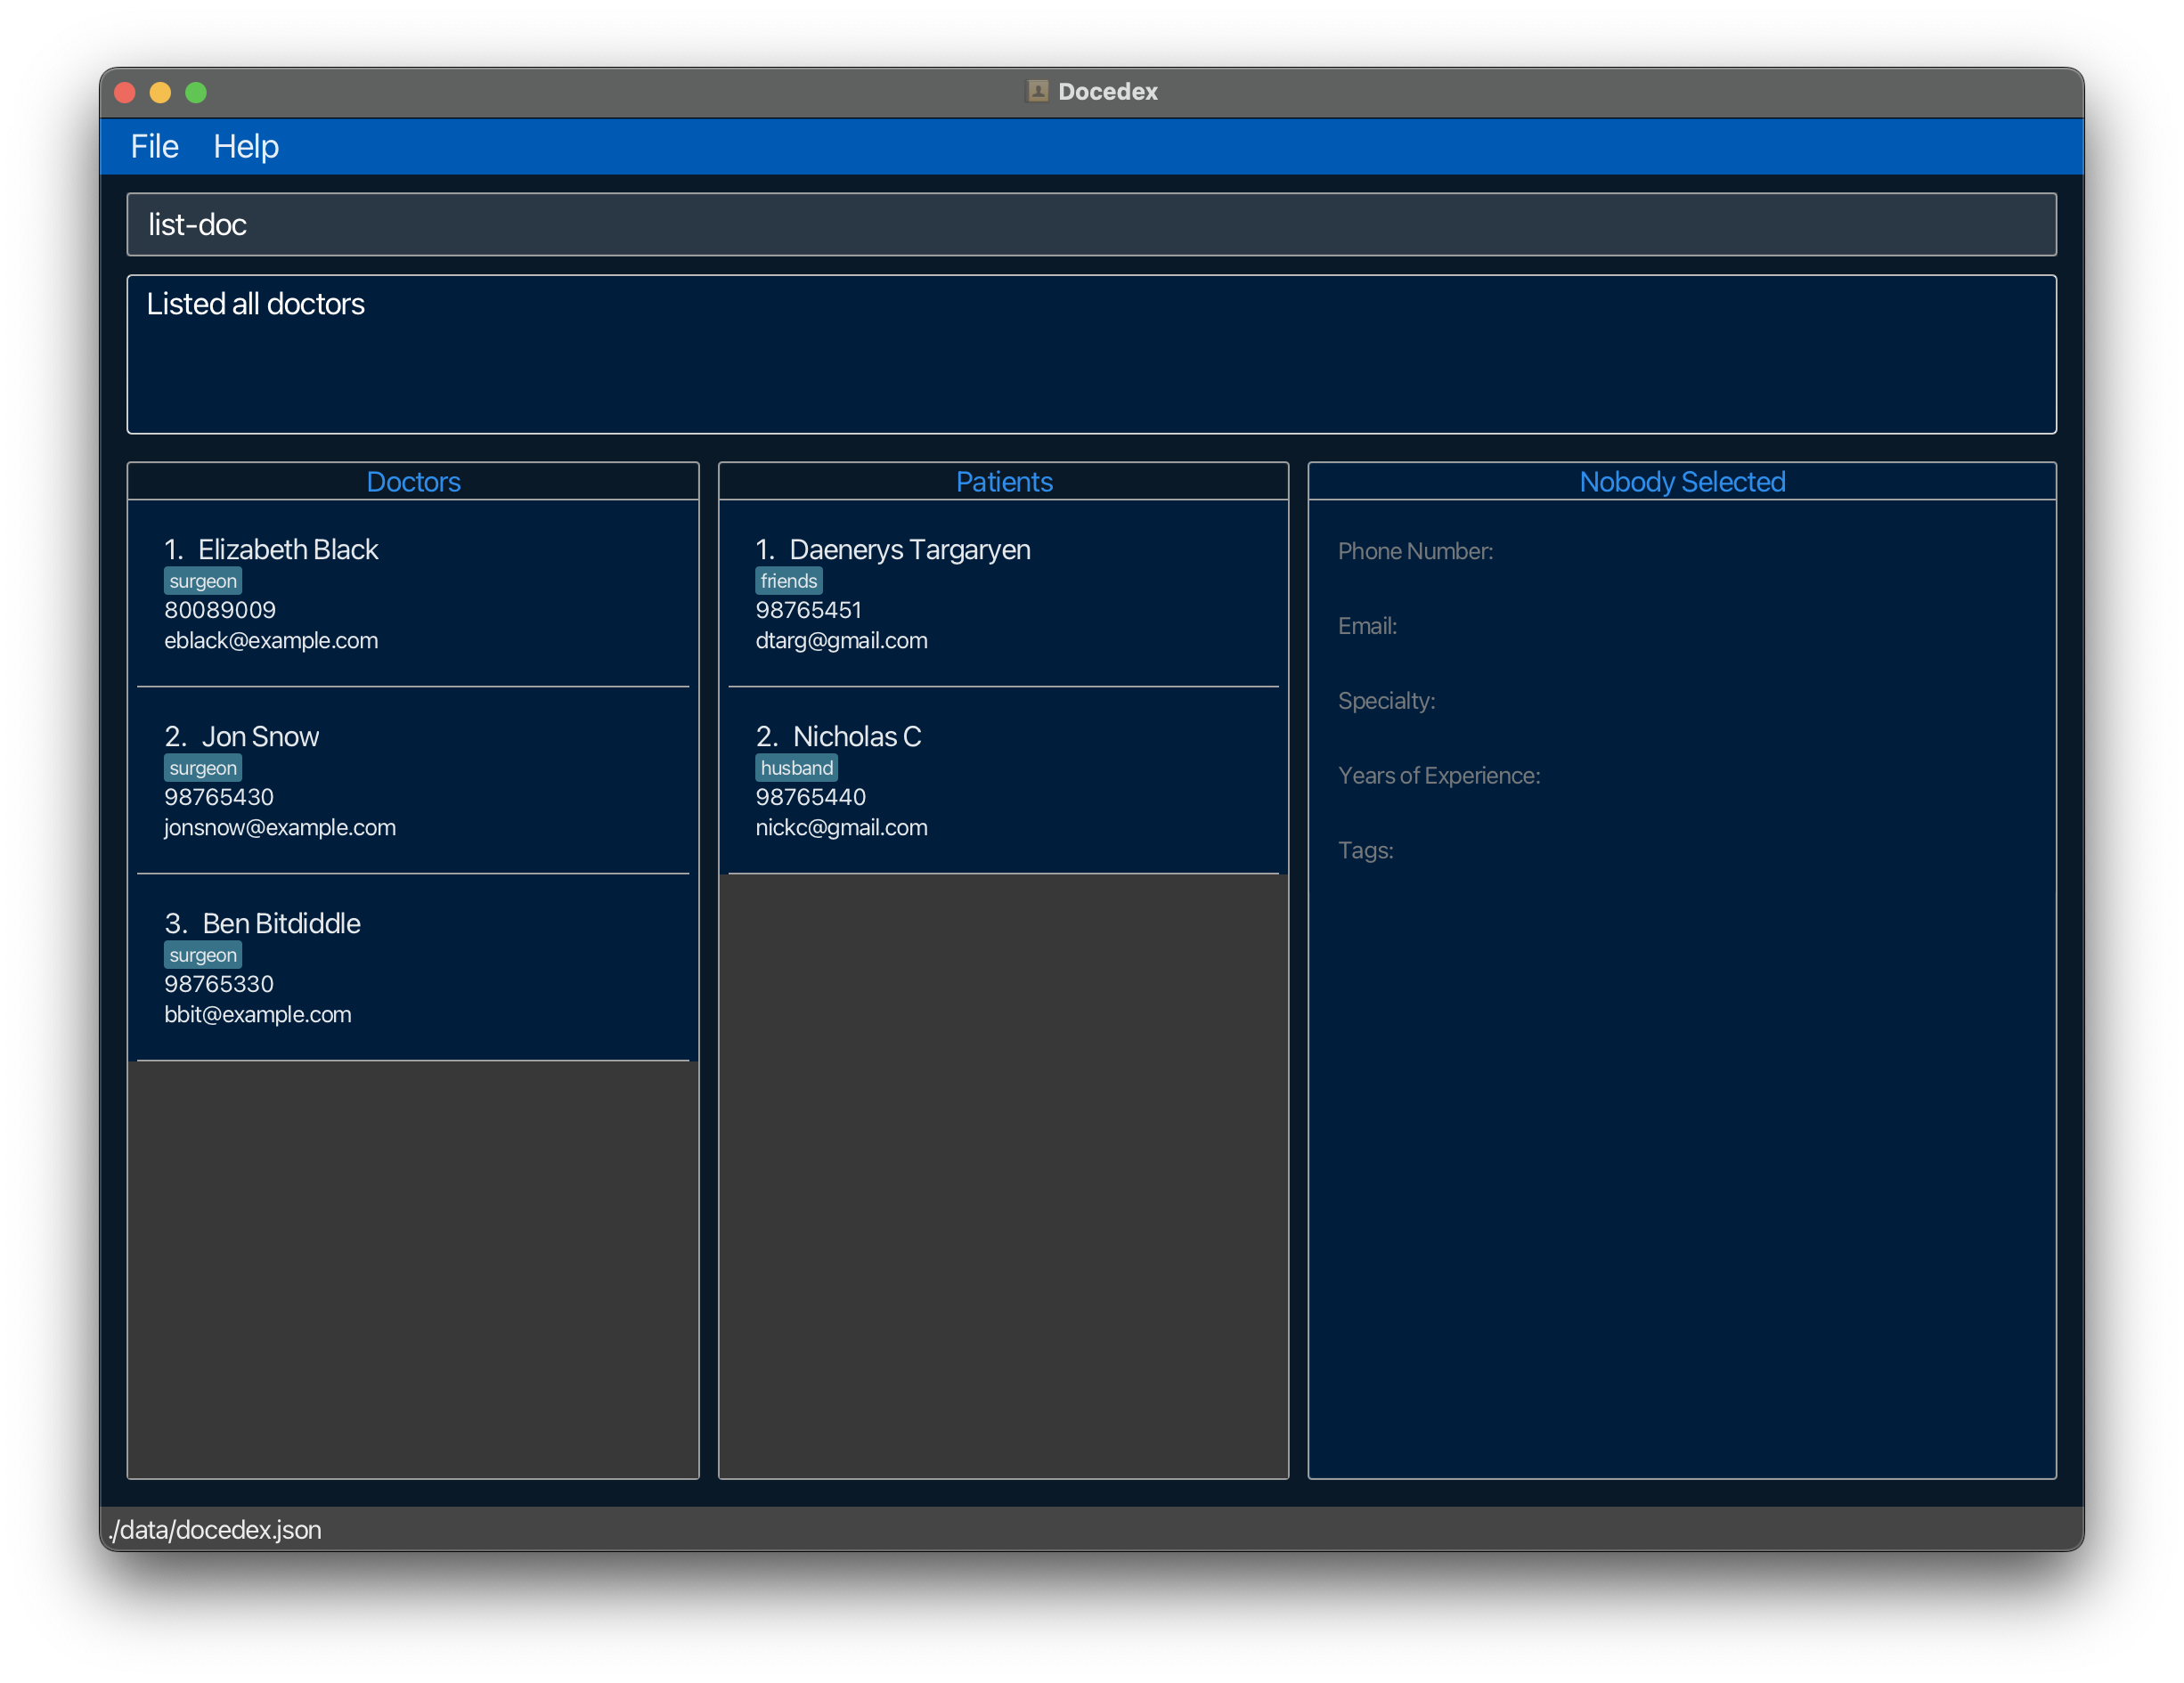 Docedex
File Help
list-doc
Listed all doctors
Doctors
1. Elizabeth Black
surgeon
80089009
eblack@example.com
2. Jon Snow
surgeon
98765430
jonsnow@example.com
3. Ben Bitdiddle
surgeon
98765330
bbit@example.com
Patients
1. Daenerys Targaryen
friends
98765451
dtarg@gmail.com
2. Nicholas C
husband
98765440
nickc@gmail.com
Nobody Selected
Phone Number:
Email:
Specialty:
Years of Experience:
Tags:
./data/docedex.json